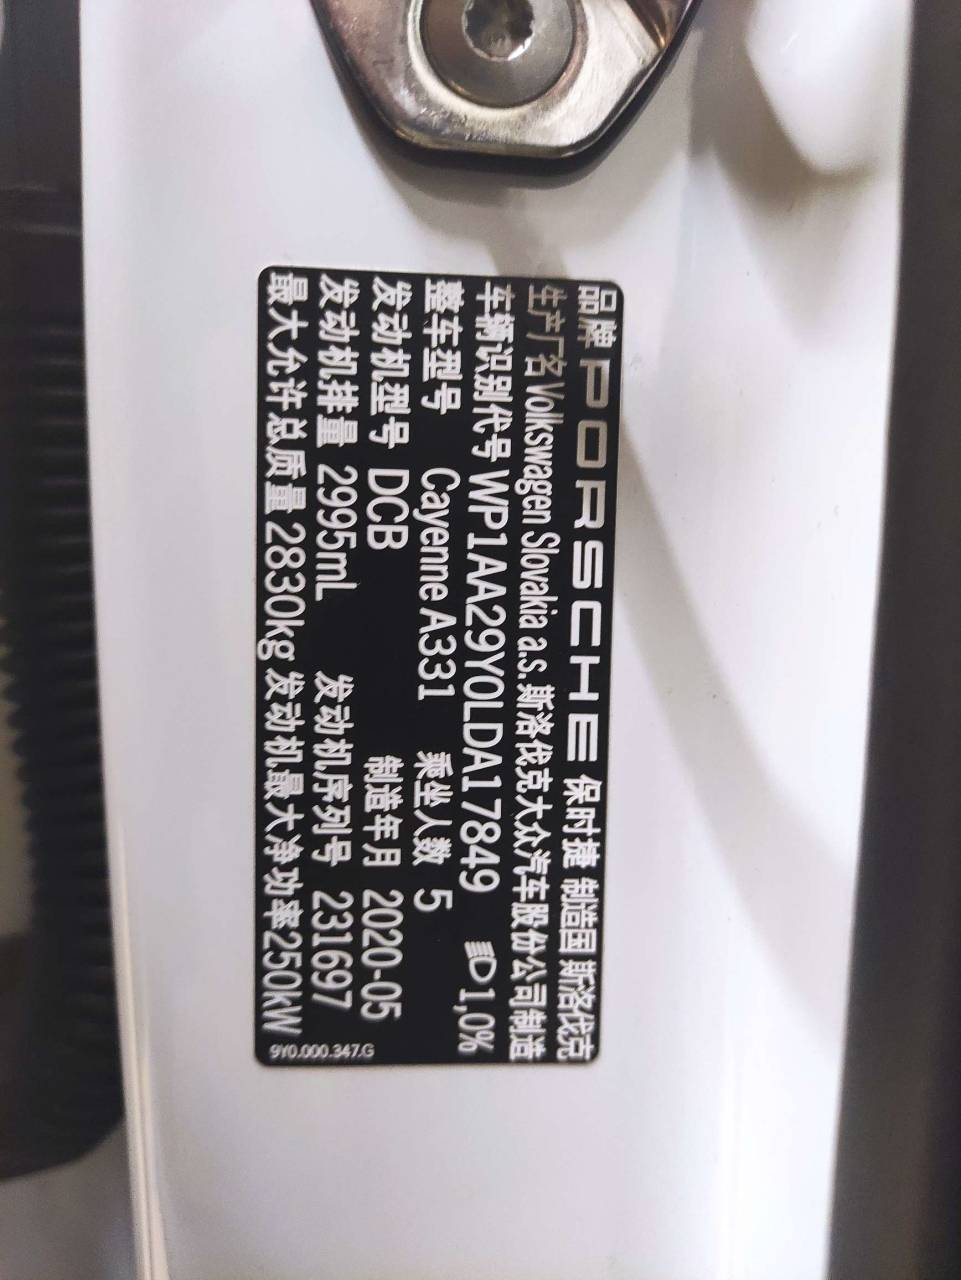 品牌 PORSCHE 保时捷 制造国 斯洛伐克
生产厂名 Volkswagen Slovakia a.s. 斯洛伐克大众汽车股份公司制造
车辆识别代号 WP1AA29Y0LDA17849 1,0%
整车型号 Cayenne A331 乘坐人数 5
发动机型号 DCB 制造年月 2020-05
发动机排量 2995mL 发动机序列号 231697
最大允许总质量 2830kg 发动机最大净功率250kW
9Y0.000.347.G